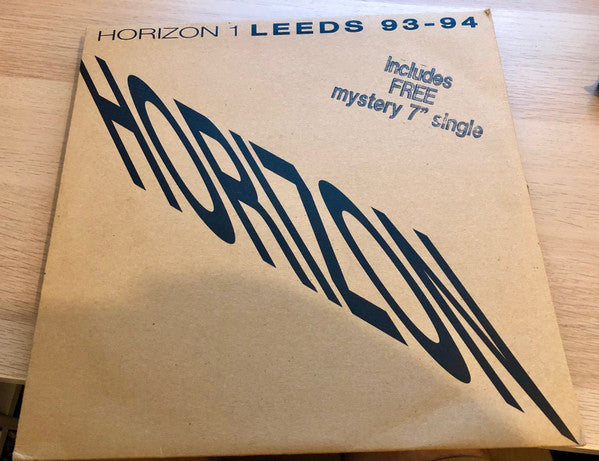 HORIZON 1 LEEDS 93-94
includes
FREE
mystery 7" single
HORIZON